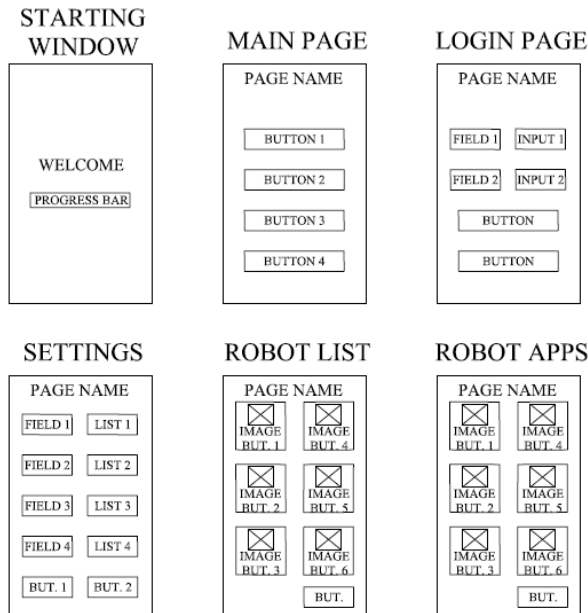 STARTING
WINDOW
WELCOME
PROGRESS BAR
MAIN PAGE
PAGE NAME
BUTTON 1
BUTTON 2
BUTTON 3
BUTTON 4
LOGIN PAGE
PAGE NAME
FIELD 1 INPUT 1
FIELD 2 INPUT 2
BUTTON
BUTTON
SETTINGS
PAGE NAME
FIELD 1 LIST 1
FIELD 2 LIST 2
FIELD 3 LIST 3
FIELD 4 LIST 4
BUT. 1 BUT. 2
ROBOT LIST
PAGE NAME
IMAGE IMAGE
BUT. 1 BUT. 4
IMAGE IMAGE
BUT. 2 BUT. 5
IMAGE IMAGE
BUT. 3 BUT. 6
BUT.
ROBOT APPS
PAGE NAME
IMAGE IMAGE
BUT. 1 BUT. 4
IMAGE IMAGE
BUT. 2 BUT. 5
IMAGE IMAGE
BUT. 3 BUT. 6
BUT.